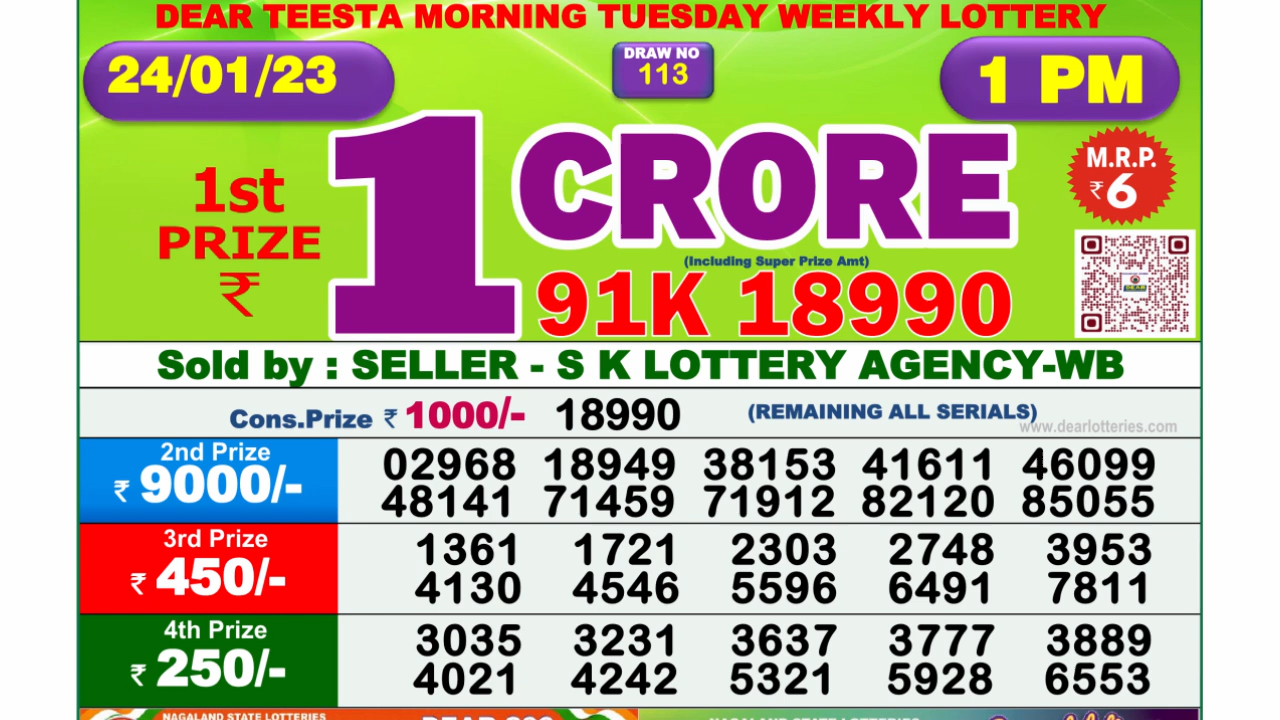 DEAR TEESTA MORNING TUESDAY WEEKLY LOTTERY
24/01/23
DRAW NO
113
1 PM
1st
PRIZE
₹
1 CRORE
M.R.P.
₹6
(Including Super Prize Amt)
91K 18990
Sold by : SELLER - S K LOTTERY AGENCY-WB
Cons.Prize ₹ 1000/- 18990 (REMAINING ALL SERIALS)
www.dearlotteries.com
2nd Prize
₹ 9000/-
02968 18949 38153 41611 46099
48141 71459 71912 82120 85055
3rd Prize
₹ 450/-
1361 1721 2303 2748 3953
4130 4546 5596 6491 7811
4th Prize
₹ 250/-
3035 3231 3637 3777 3889
4021 4242 5321 5928 6553
NAGALAND STATE LOTTERIES